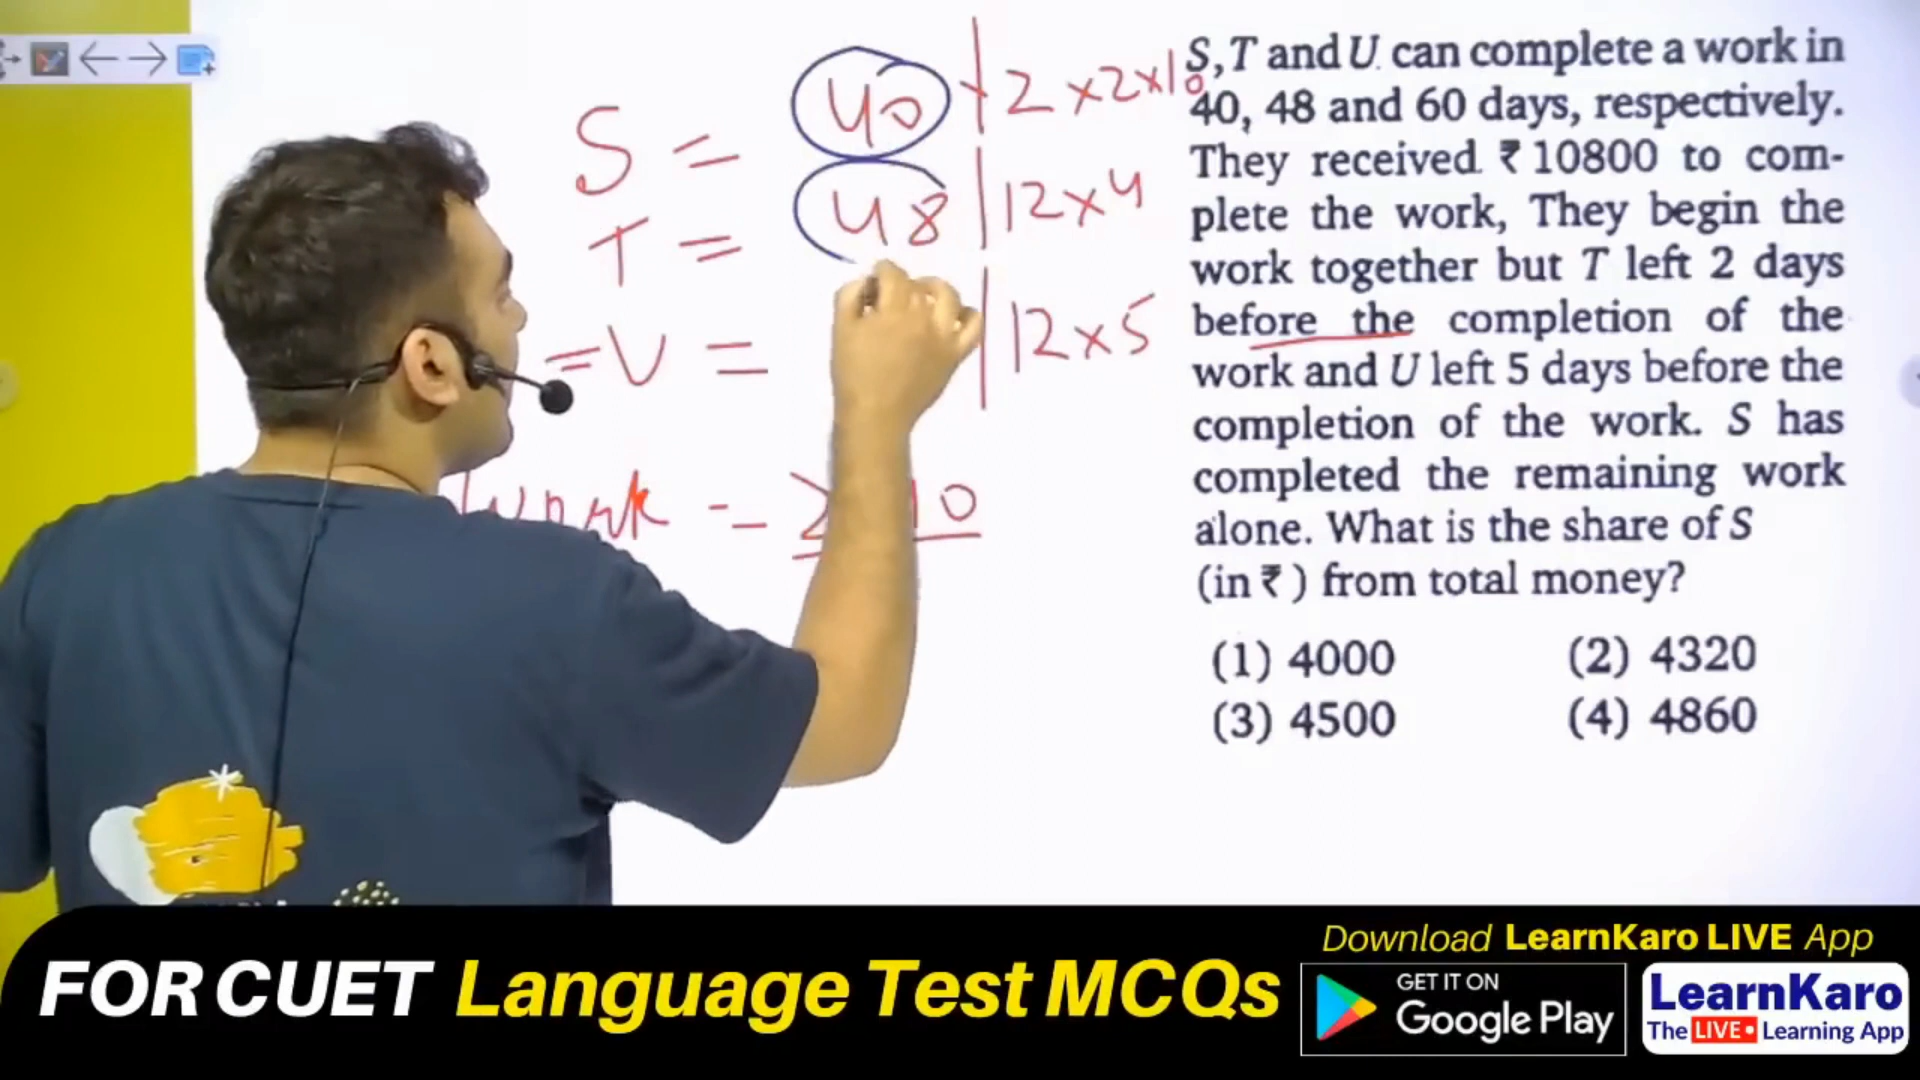 S = 40 | 2 x 2 x 10
T = 48 | 12 x 4
= U = | 12 x 5
work = 10
S, T and U can complete a work in
40, 48 and 60 days, respectively.
They received ₹ 10800 to com-
plete the work, They begin the
work together but T left 2 days
before the completion of the
work and U left 5 days before the
completion of the work. S has
completed the remaining work
alone. What is the share of S
(in ₹ ) from total money?
(1) 4000 (2) 4320
(3) 4500 (4) 4860
FOR CUET Language Test MCQs
Download LearnKaro LIVE App
GET IT ON
Google Play
LearnKaro
The LIVE Learning App